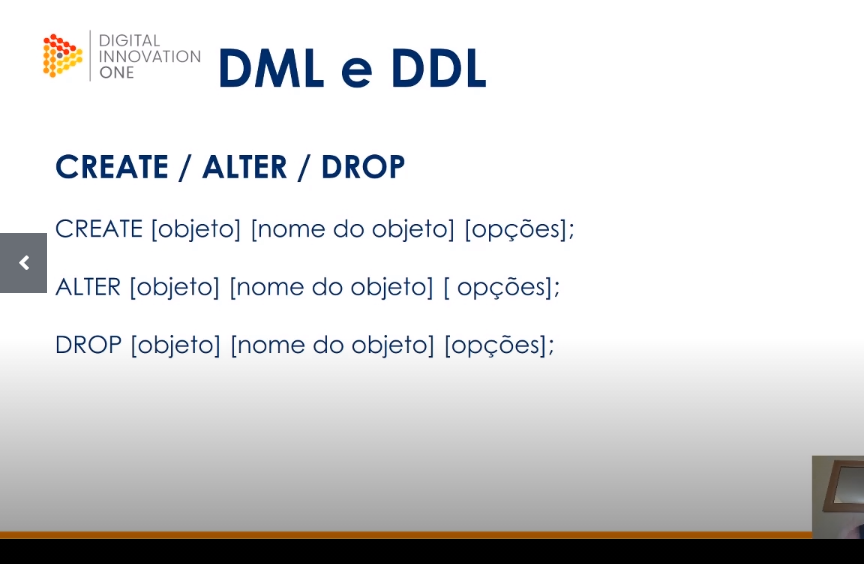 DIGITAL
INNOVATION
ONE
DML e DDL
CREATE / ALTER / DROP
CREATE [objeto] [nome do objeto] [opções];
ALTER [objeto] [nome do objeto] [ opções];
DROP [objeto] [nome do objeto] [opções];